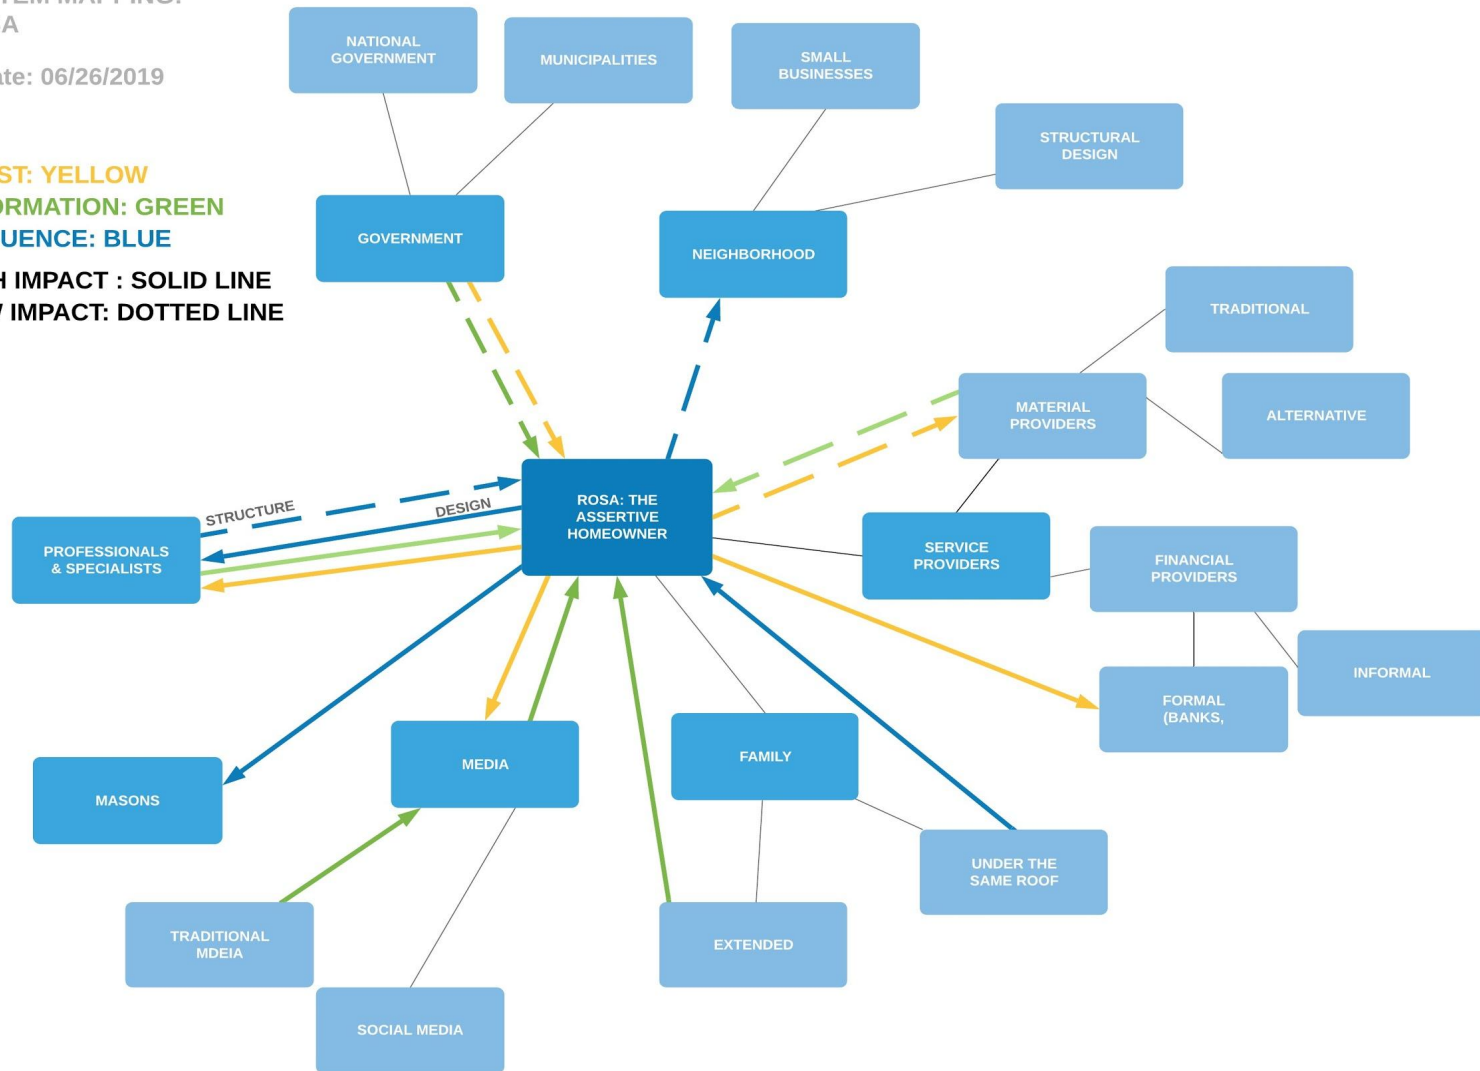 A
ate: 06/26/2019
ST: YELLOW
ORMATION: GREEN
UENCE: BLUE
H IMPACT : SOLID LINE
IMPACT: DOTTED LINE
NATIONAL
GOVERNMENT
MUNICIPALITIES
SMALL
BUSINESSES
STRUCTURAL
DESIGN
GOVERNMENT
NEIGHBORHOOD
TRADITIONAL
MATERIAL
PROVIDERS
ALTERNATIVE
STRUCTURE
DESIGN
ROSA: THE
ASSERTIVE
HOMEOWNER
PROFESSIONALS
& SPECIALISTS
SERVICE
PROVIDERS
FINANCIAL
PROVIDERS
INFORMAL
FORMAL
(BANKS,
MASONS
MEDIA
FAMILY
UNDER THE
SAME ROOF
TRADITIONAL
MDEIA
EXTENDED
SOCIAL MEDIA